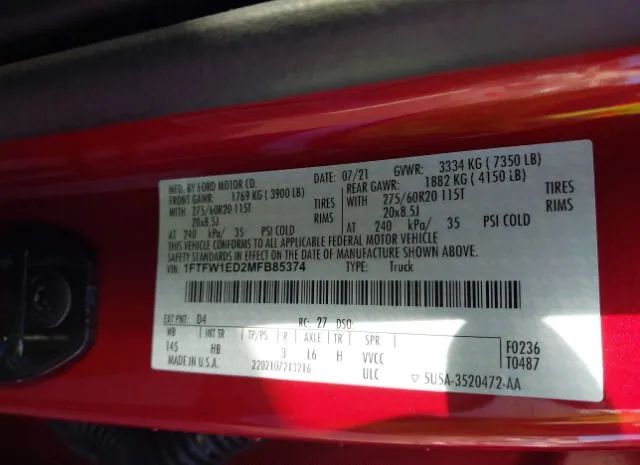 MFD. BY FORD MOTOR CO. DATE: 07/21 GVWR: 3334 KG ( 7350 LB)
FRONT GAWR: 1769 KG ( 3900 LB) REAR GAWR: 1882 KG ( 4150 LB)
WITH 275/60R20 115T TIRES WITH 275/60R20 115T TIRES
20x8.5J RIMS 20x8.5J RIMS
AT 240 kPa/ 35 PSI COLD AT 240 kPa/ 35 PSI COLD
THIS VEHICLE CONFORMS TO ALL APPLICABLE FEDERAL MOTOR VEHICLE
SAFETY STANDARDS IN EFFECT ON THE DATE OF MANUFACTURE SHOWN ABOVE.
VIN: 1FTFW1ED2MFB85374 TYPE: Truck
EXT PNT: D4 RC: 27 DSO:
WB INT TR TP/PS R AXLE TR SPR F0236
145 HB 3 L6 H VVCC T0487
MADE IN U.S.A. 2202107213216 ULC 5U5A-3520472-AA